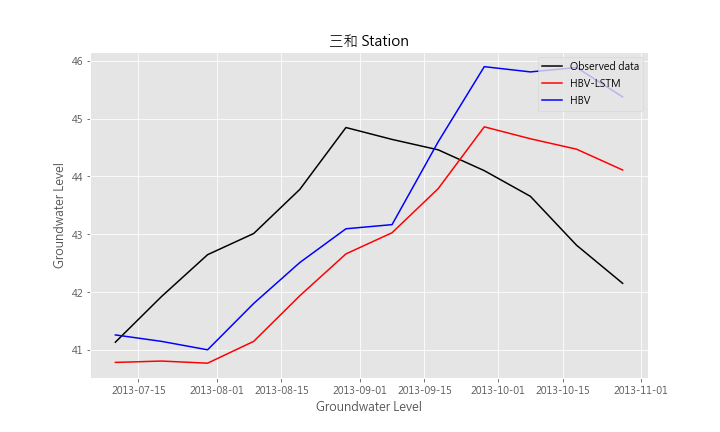 三和 Station
46
45
44
43
42
41
Groundwater Level
Observed data
HBV-LSTM
HBV
2013-07-15
2013-08-01
2013-08-15
2013-09-01
2013-09-15
2013-10-01
2013-10-15
2013-11-01
Groundwater Level